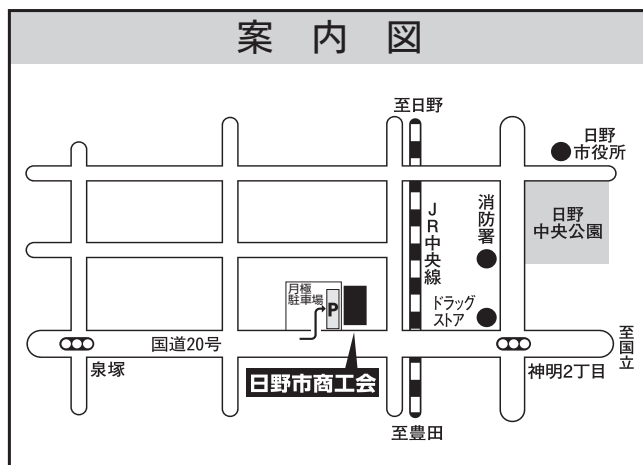 案内図
至日野
日野
市役所
消防署
JR中央線
日野
中央公園
月極
駐車場
P
ドラッグ
ストア
国道20号
泉塚
日野市商工会
神明2丁目
至国立
至豊田